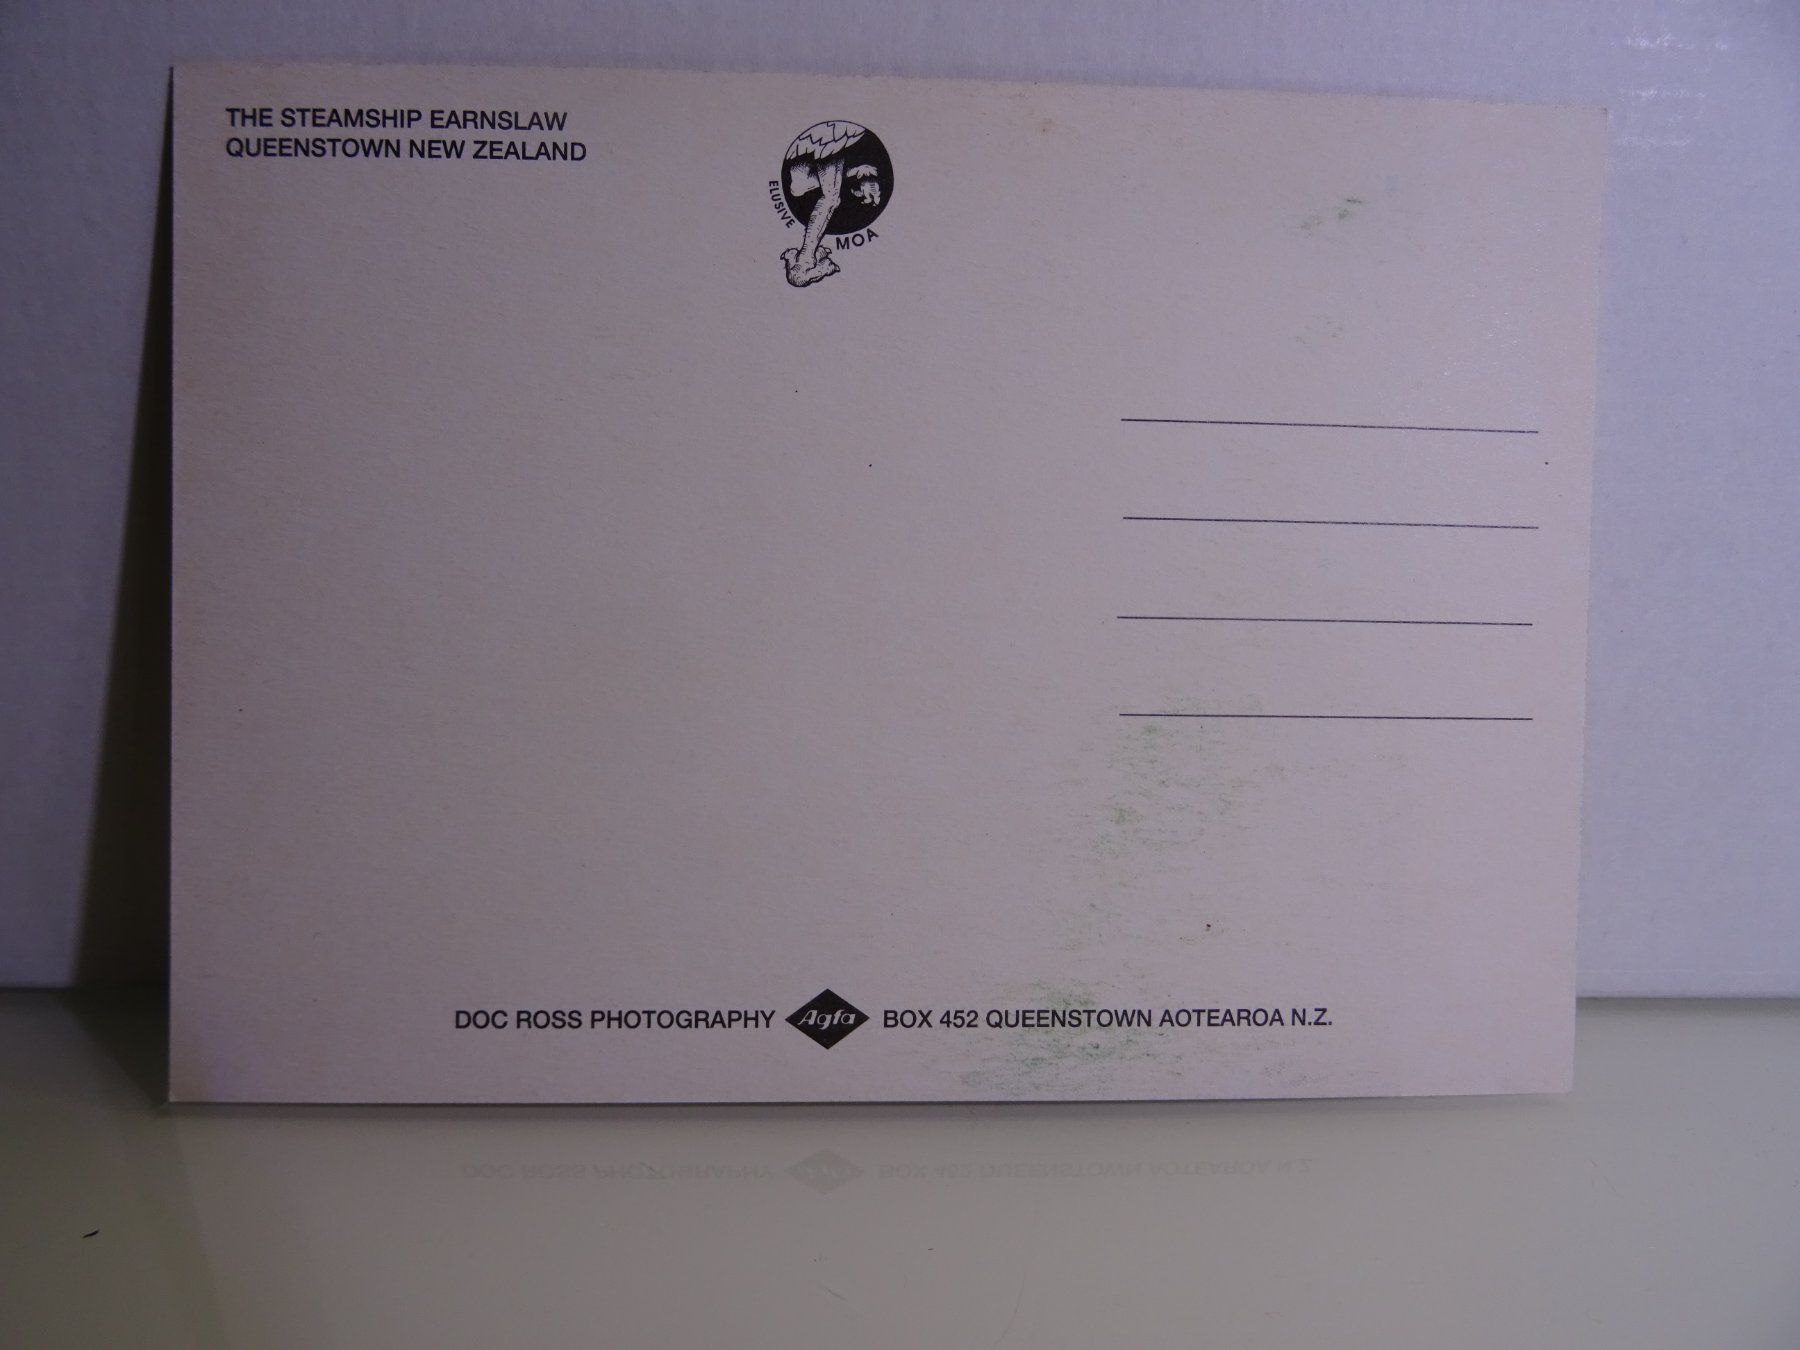 THE STEAMSHIP EARNSLAW
QUEENSTOWN NEW ZEALAND
ELUSIVE MOA
DOC ROSS PHOTOGRAPHY Agfa BOX 452 QUEENSTOWN AOTEAROA N.Z.